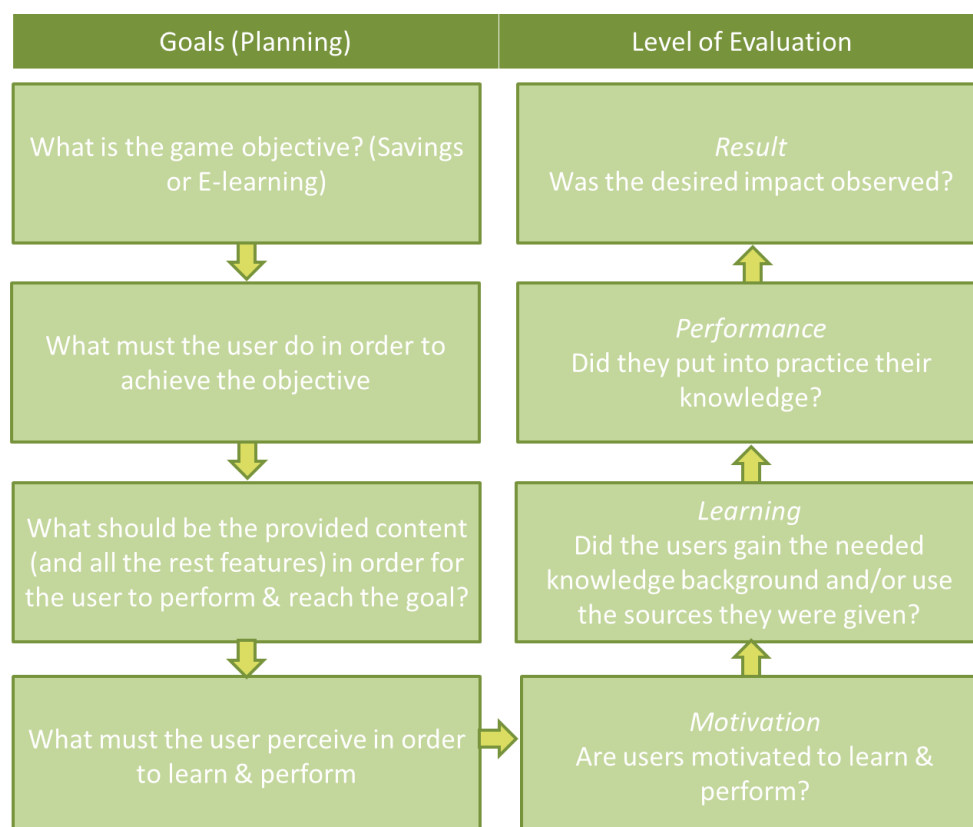 Goals (Planning)
Level of Evaluation
What is the game objective? (Savings
or E-learning)
Result
Was the desired impact observed?
What must the user do in order to
achieve the objective
Performance
Did they put into practice their
knowledge?
What should be the provided content
(and all the rest features) in order for
the user to perform & reach the goal?
Learning
Did the users gain the needed
knowledge background and/or use
the sources they were given?
What must the user perceive in order
to learn & perform
Motivation
Are users motivated to learn &
perform?